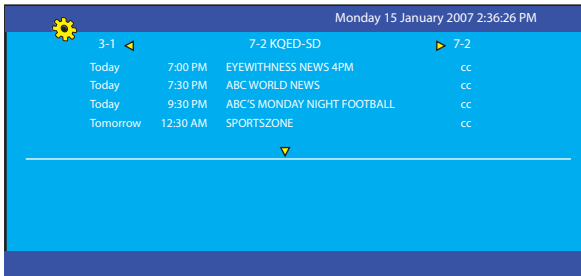 Monday 15 January 2007 2:36:26 PM
3-1 7-2 KQED-SD 7-2
Today 7:00 PM EYEWITHNESS NEWS 4PM cc
Today 7:30 PM ABC WORLD NEWS cc
Today 9:30 PM ABC'S MONDAY NIGHT FOOTBALL cc
Tomorrow 12:30 AM SPORTSZONE cc